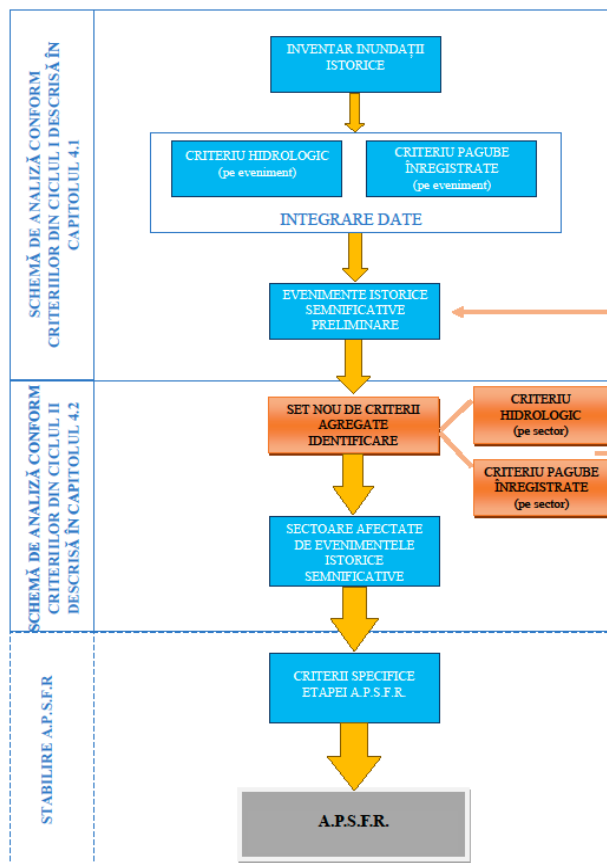 SCHEMĂ DE ANALIZĂ CONFORM
CRITERIILOR DIN CICLUL I DESCRISĂ ÎN
CAPITOLUL 4.1
INVENTAR INUNDAȚII
ISTORICE
CRITERIU HIDROLOGIC
(pe eveniment)
CRITERIU PAGUBE
ÎNREGISTRATE
(pe eveniment)
INTEGRARE DATE
EVENIMENTE ISTORICE
SEMNIFICATIVE
PRELIMINARE
SCHEMĂ DE ANALIZĂ CONFORM
CRITERIILOR DIN CICLUL II
DESCRISĂ ÎN CAPITOLUL 4.2
SET NOU DE CRITERII
AGREGATE
IDENTIFICARE
CRITERIU
HIDROLOGIC
(pe sector)
CRITERIU PAGUBE
ÎNREGISTRATE
(pe sector)
SECTOARE AFECTATE
DE EVENIMENTELE
ISTORICE
SEMNIFICATIVE
STABILIRE A.P.S.F.R
CRITERII SPECIFICE
ETAPEI A.P.S.F.R.
A.P.S.F.R.